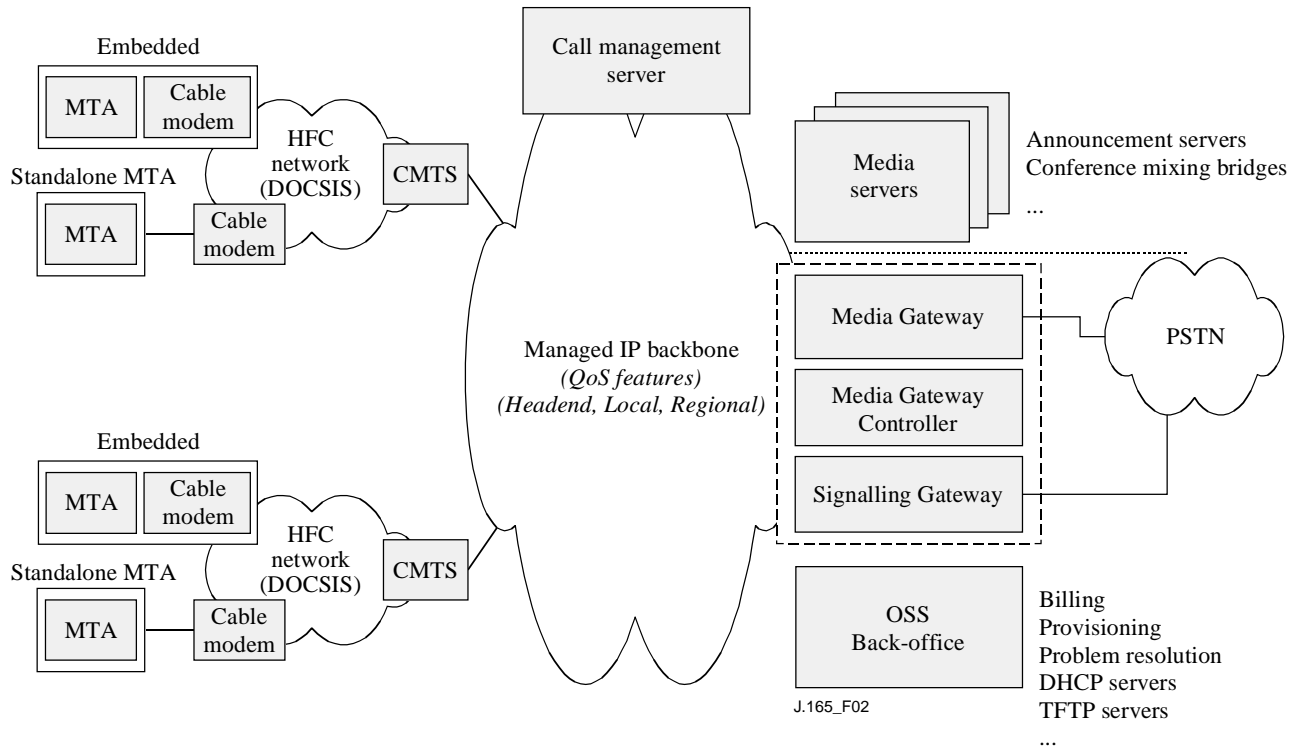 Embedded
MTA
Cable
modem
Standalone MTA
MTA
Cable
modem
HFC
network
(DOCSIS)
CMTS
Call management
server
Media
servers
Announcement servers
Conference mixing bridges
...
Managed IP backbone
(QoS features)
(Headend, Local, Regional)
Media Gateway
Media Gateway
Controller
Signalling Gateway
PSTN
Embedded
MTA
Cable
modem
Standalone MTA
MTA
Cable
modem
HFC
network
(DOCSIS)
CMTS
OSS
Back-office
Billing
Provisioning
Problem resolution
DHCP servers
TFTP servers
...
J.165_F02